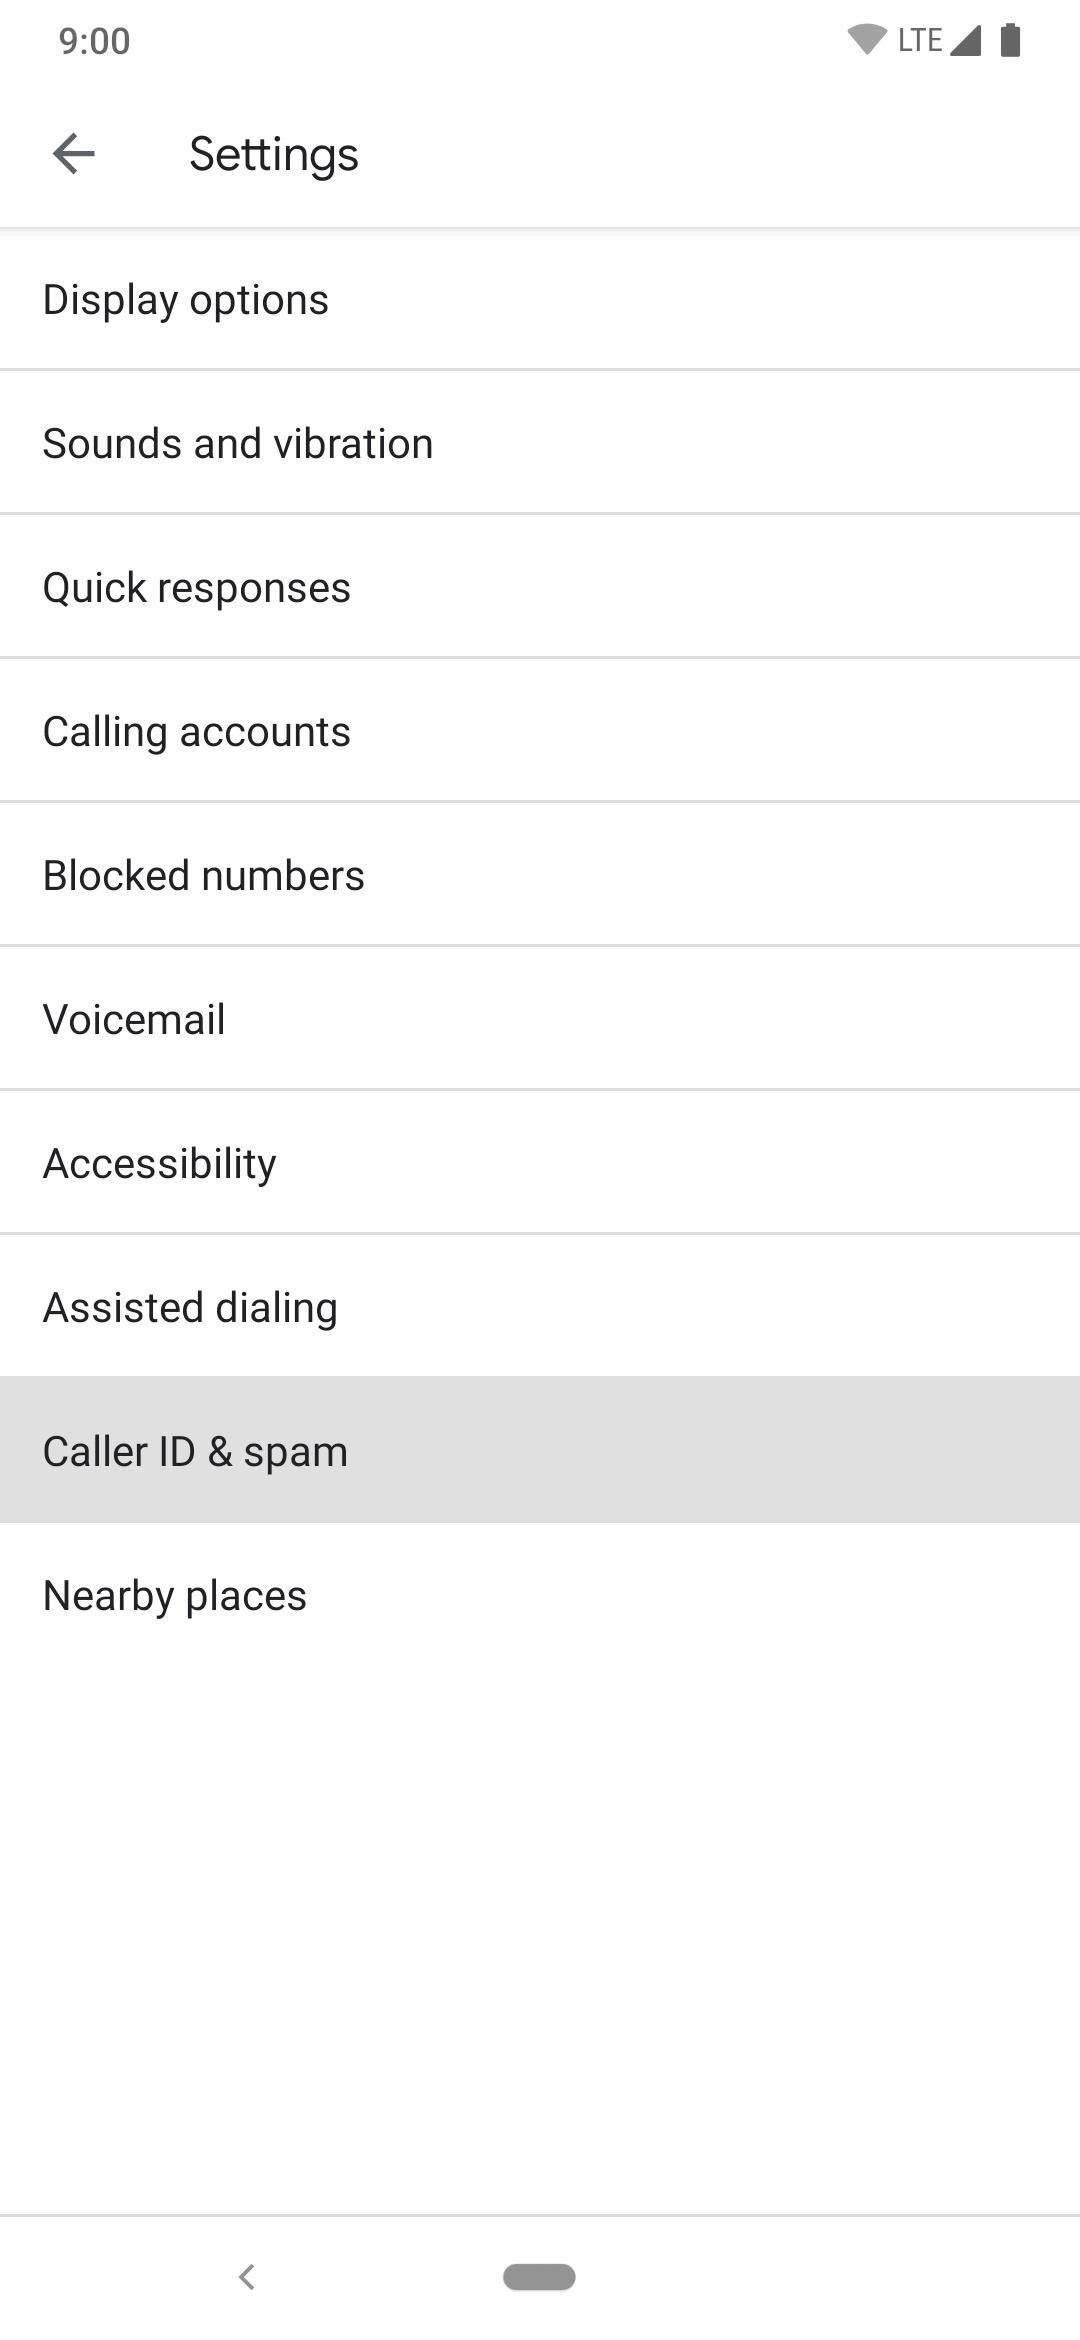 9:00 LTE
Settings
Display options
Sounds and vibration
Quick responses
Calling accounts
Blocked numbers
Voicemail
Accessibility
Assisted dialing
Caller ID & spam
Nearby places